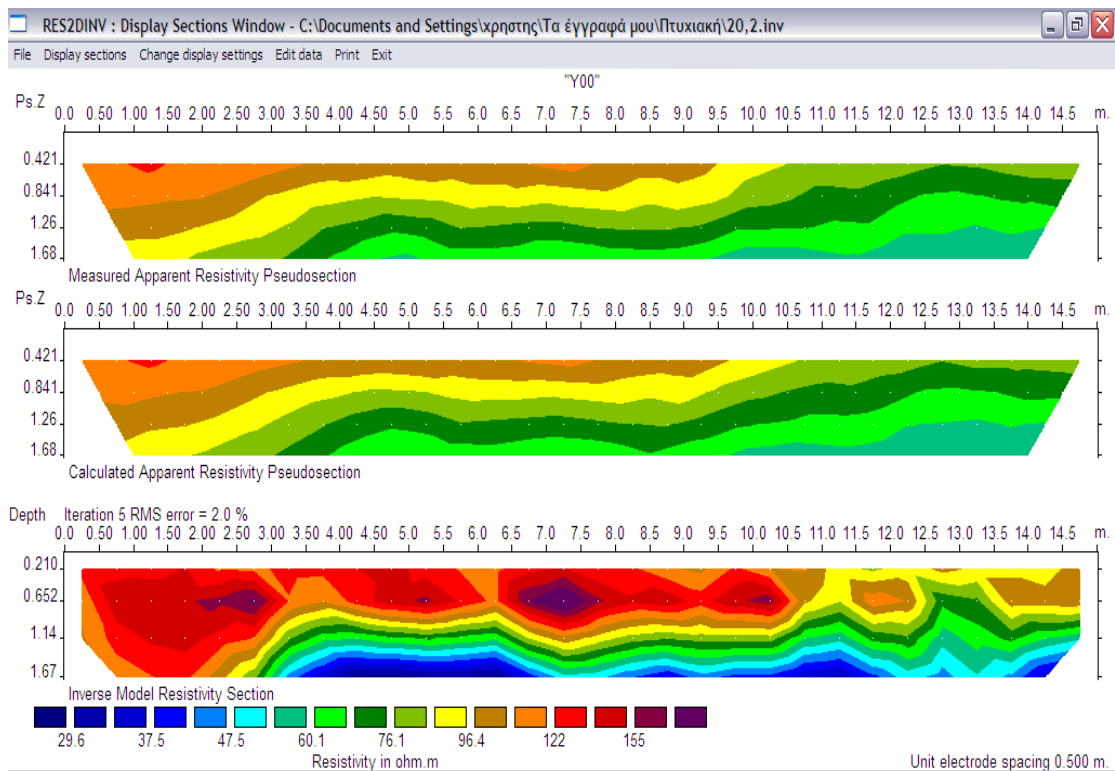 RES2DINV : Display Sections Window - C:\Documents and Settings\χρηστης\Τα έγγραφά μου\Πτυχιακή\20,2.inv
File Display sections Change display settings Edit data Print Exit
"Y00"
Ps.Z 0.0 0.50 1.00 1.50 2.00 2.50 3.00 3.50 4.00 4.50 5.0 5.5 6.0 6.5 7.0 7.5 8.0 8.5 9.0 9.5 10.0 10.5 11.0 11.5 12.0 12.5 13.0 13.5 14.0 14.5 m.
0.421
0.841
1.26
1.68
Measured Apparent Resistivity Pseudosection
Ps.Z 0.0 0.50 1.00 1.50 2.00 2.50 3.00 3.50 4.00 4.50 5.0 5.5 6.0 6.5 7.0 7.5 8.0 8.5 9.0 9.5 10.0 10.5 11.0 11.5 12.0 12.5 13.0 13.5 14.0 14.5 m.
0.421
0.841
1.26
1.68
Calculated Apparent Resistivity Pseudosection
Depth Iteration 5 RMS error = 2.0 %
0.0 0.50 1.00 1.50 2.00 2.50 3.00 3.50 4.00 4.50 5.0 5.5 6.0 6.5 7.0 7.5 8.0 8.5 9.0 9.5 10.0 10.5 11.0 11.5 12.0 12.5 13.0 13.5 14.0 14.5 m.
0.210
0.652
1.14
1.67
Inverse Model Resistivity Section
29.6 37.5 47.5 60.1 76.1 96.4 122 155
Resistivity in ohm.m Unit electrode spacing 0.500 m.